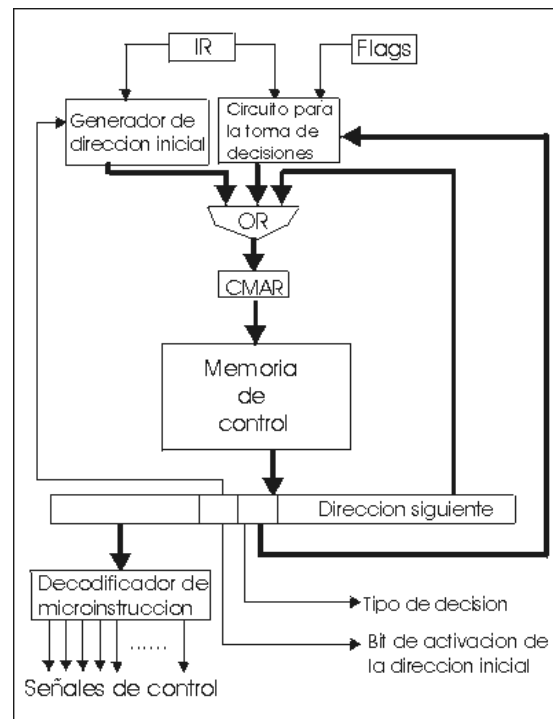 IR
Flags
Generador de
direccion inicial
Circuito para
la toma de
decisiones
OR
CMAR
Memoria
de
control
Direccion siguiente
Decodificador de
microinstruccion
Tipo de decision
......
Bit de activacion de
la direccion inicial
Señales de control